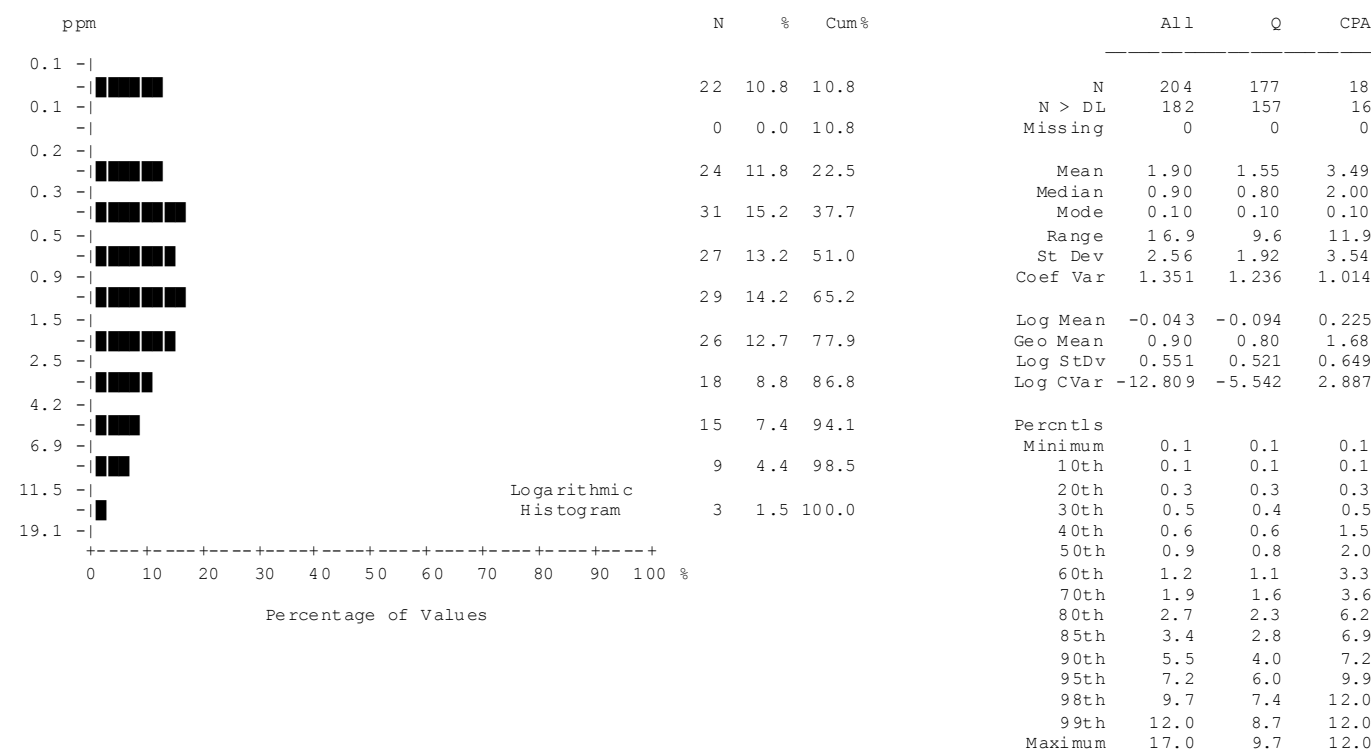 ppm N % Cum% All Q CPA
0.1 -|
-| 22 10.8 10.8 N 204 177 18
0.1 -| N > DL 182 157 16
-| 0 0.0 10.8 Missing 0 0 0
0.2 -|
-| 24 11.8 22.5 Mean 1.90 1.55 3.49
0.3 -| Median 0.90 0.80 2.00
-| 31 15.2 37.7 Mode 0.10 0.10 0.10
0.5 -| Range 16.9 9.6 11.9
-| 27 13.2 51.0 St Dev 2.56 1.92 3.54
0.9 -| Coef Var 1.351 1.236 1.014
-| 29 14.2 65.2
1.5 -| Log Mean -0.043 -0.094 0.225
-| 26 12.7 77.9 Geo Mean 0.90 0.80 1.68
2.5 -| Log StDv 0.551 0.521 0.649
-| 18 8.8 86.8 Log CVar -12.809 -5.542 2.887
4.2 -|
-| 15 7.4 94.1 Percntls
6.9 -| Minimum 0.1 0.1 0.1
-| 9 4.4 98.5 10th 0.1 0.1 0.1
11.5 -| Logarithmic 20th 0.3 0.3 0.3
-| Histogram 3 1.5 100.0 30th 0.5 0.4 0.5
19.1 -| 40th 0.6 0.6 1.5
+----+----+----+----+----+----+----+----+----+----+ 50th 0.9 0.8 2.0
0 10 20 30 40 50 60 70 80 90 100 % 60th 1.2 1.1 3.3
70th 1.9 1.6 3.6
Percentage of Values 80th 2.7 2.3 6.2
85th 3.4 2.8 6.9
90th 5.5 4.0 7.2
95th 7.2 6.0 9.9
98th 9.7 7.4 12.0
99th 12.0 8.7 12.0
Maximum 17.0 9.7 12.0